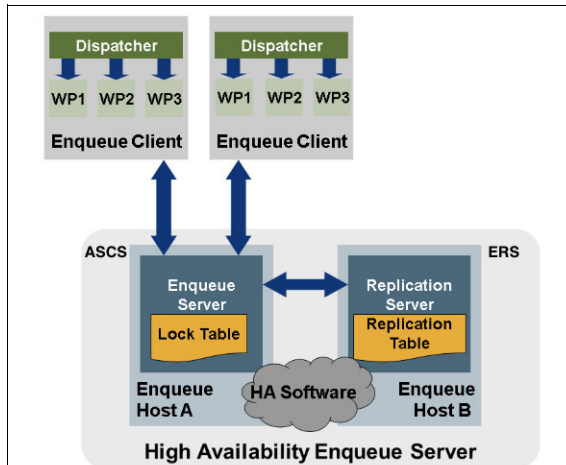 Dispatcher
WP1 WP2 WP3
Enqueue Client
Dispatcher
WP1 WP2 WP3
Enqueue Client
ASCS
ERS
Enqueue
Server
Lock Table
Replication
Server
Replication
Table
Enqueue
Host A
HA Software
Enqueue
Host B
High Availability Enqueue Server